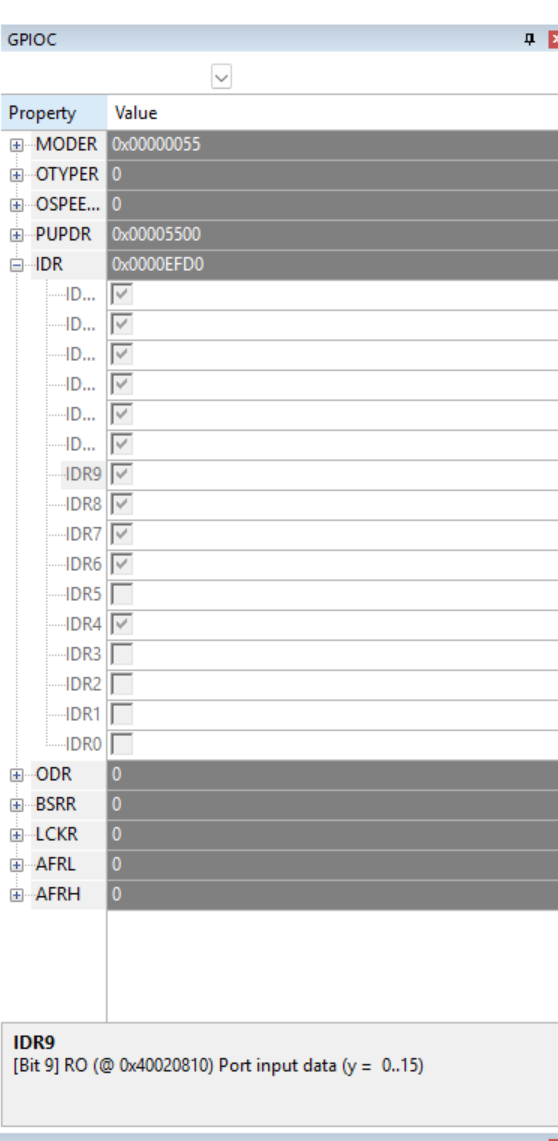 GPIOC
Property Value
MODER 0x00000055
OTYPER 0
OSPEE... 0
PUPDR 0x00005500
IDR 0x0000EFD0
ID...
ID...
ID...
ID...
ID...
ID...
IDR9
IDR8
IDR7
IDR6
IDR5
IDR4
IDR3
IDR2
IDR1
IDR0
ODR 0
BSRR 0
LCKR 0
AFRL 0
AFRH 0
IDR9
[Bit 9] RO (@ 0x40020810) Port input data (y = 0..15)